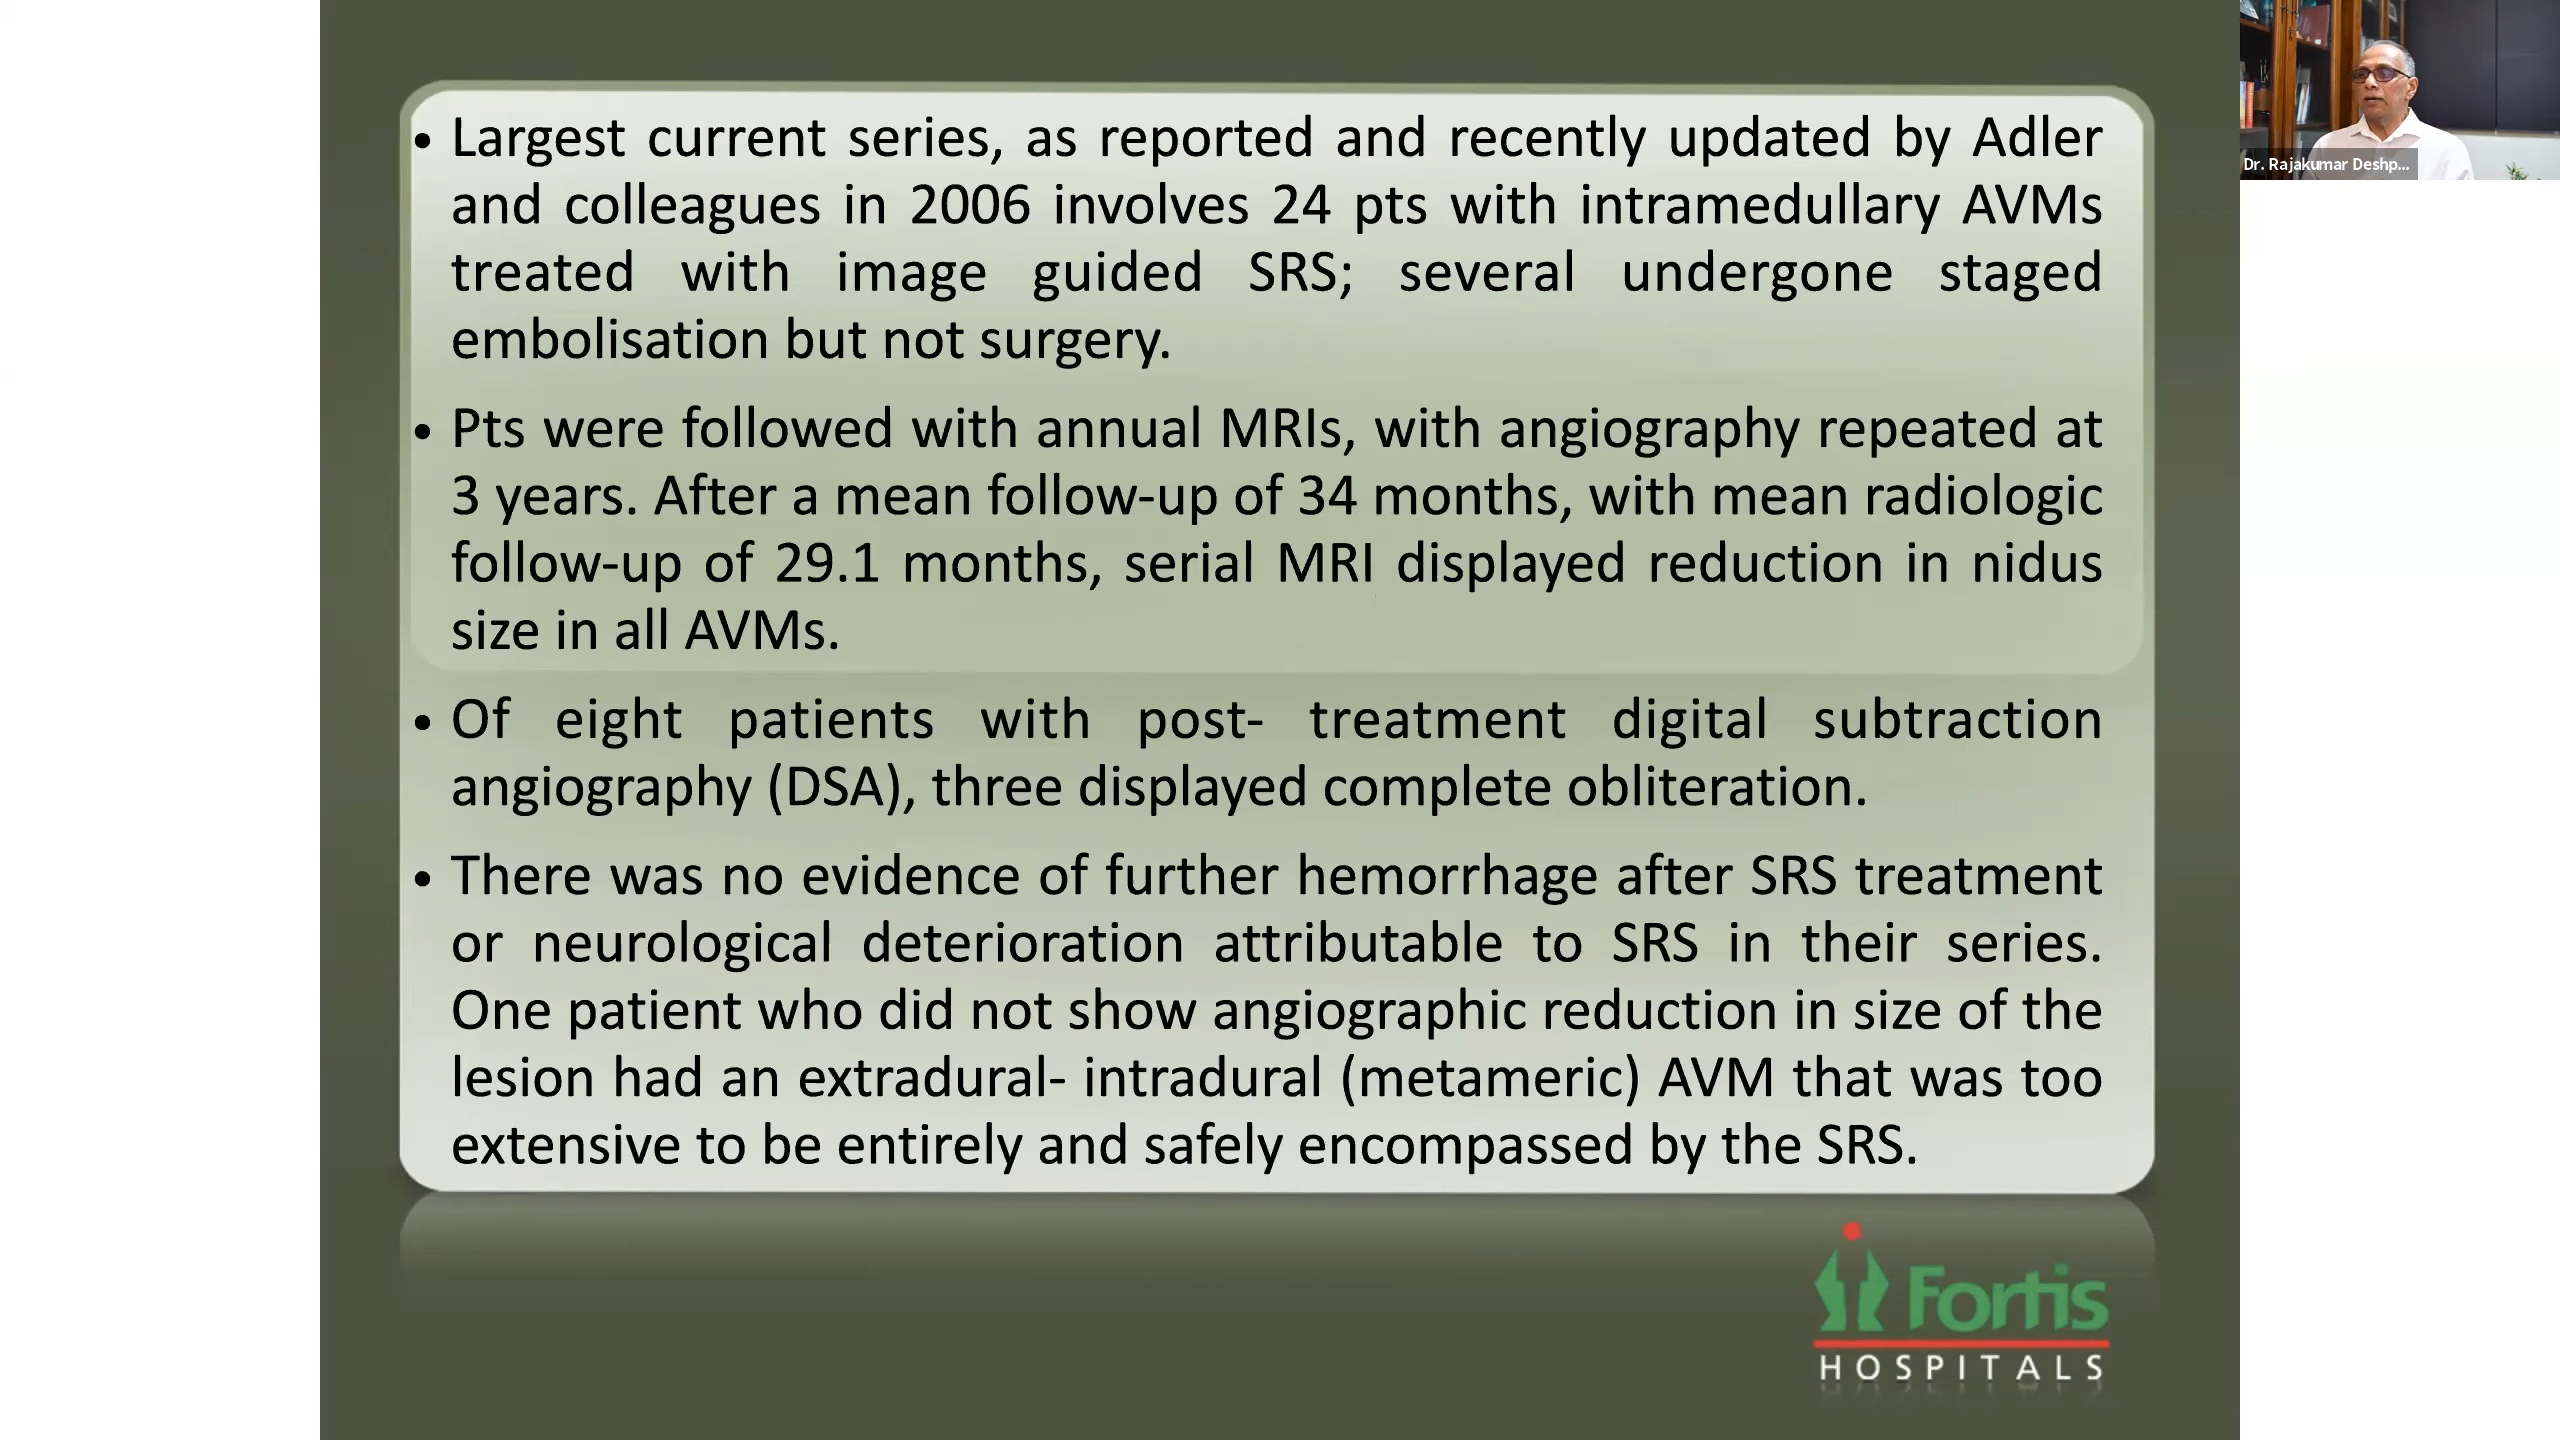 • Largest current series, as reported and recently updated by Adler
and colleagues in 2006 involves 24 pts with intramedullary AVMs
treated with image guided SRS; several undergone staged
embolisation but not surgery.
• Pts were followed with annual MRIs, with angiography repeated at
3 years. After a mean follow-up of 34 months, with mean radiologic
follow-up of 29.1 months, serial MRI displayed reduction in nidus
size in all AVMs.
• Of eight patients with post- treatment digital subtraction
angiography (DSA), three displayed complete obliteration.
• There was no evidence of further hemorrhage after SRS treatment
or neurological deterioration attributable to SRS in their series.
One patient who did not show angiographic reduction in size of the
lesion had an extradural- intradural (metameric) AVM that was too
extensive to be entirely and safely encompassed by the SRS.
Fortis
HOSPITALS
Dr. Rajakumar Deshp...